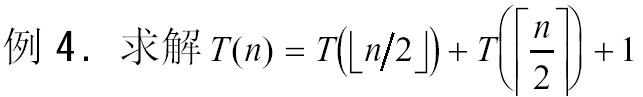 例 4. 求解 T(n) = T(⌊n/2⌋) + T(⌈n/2⌉) + 1